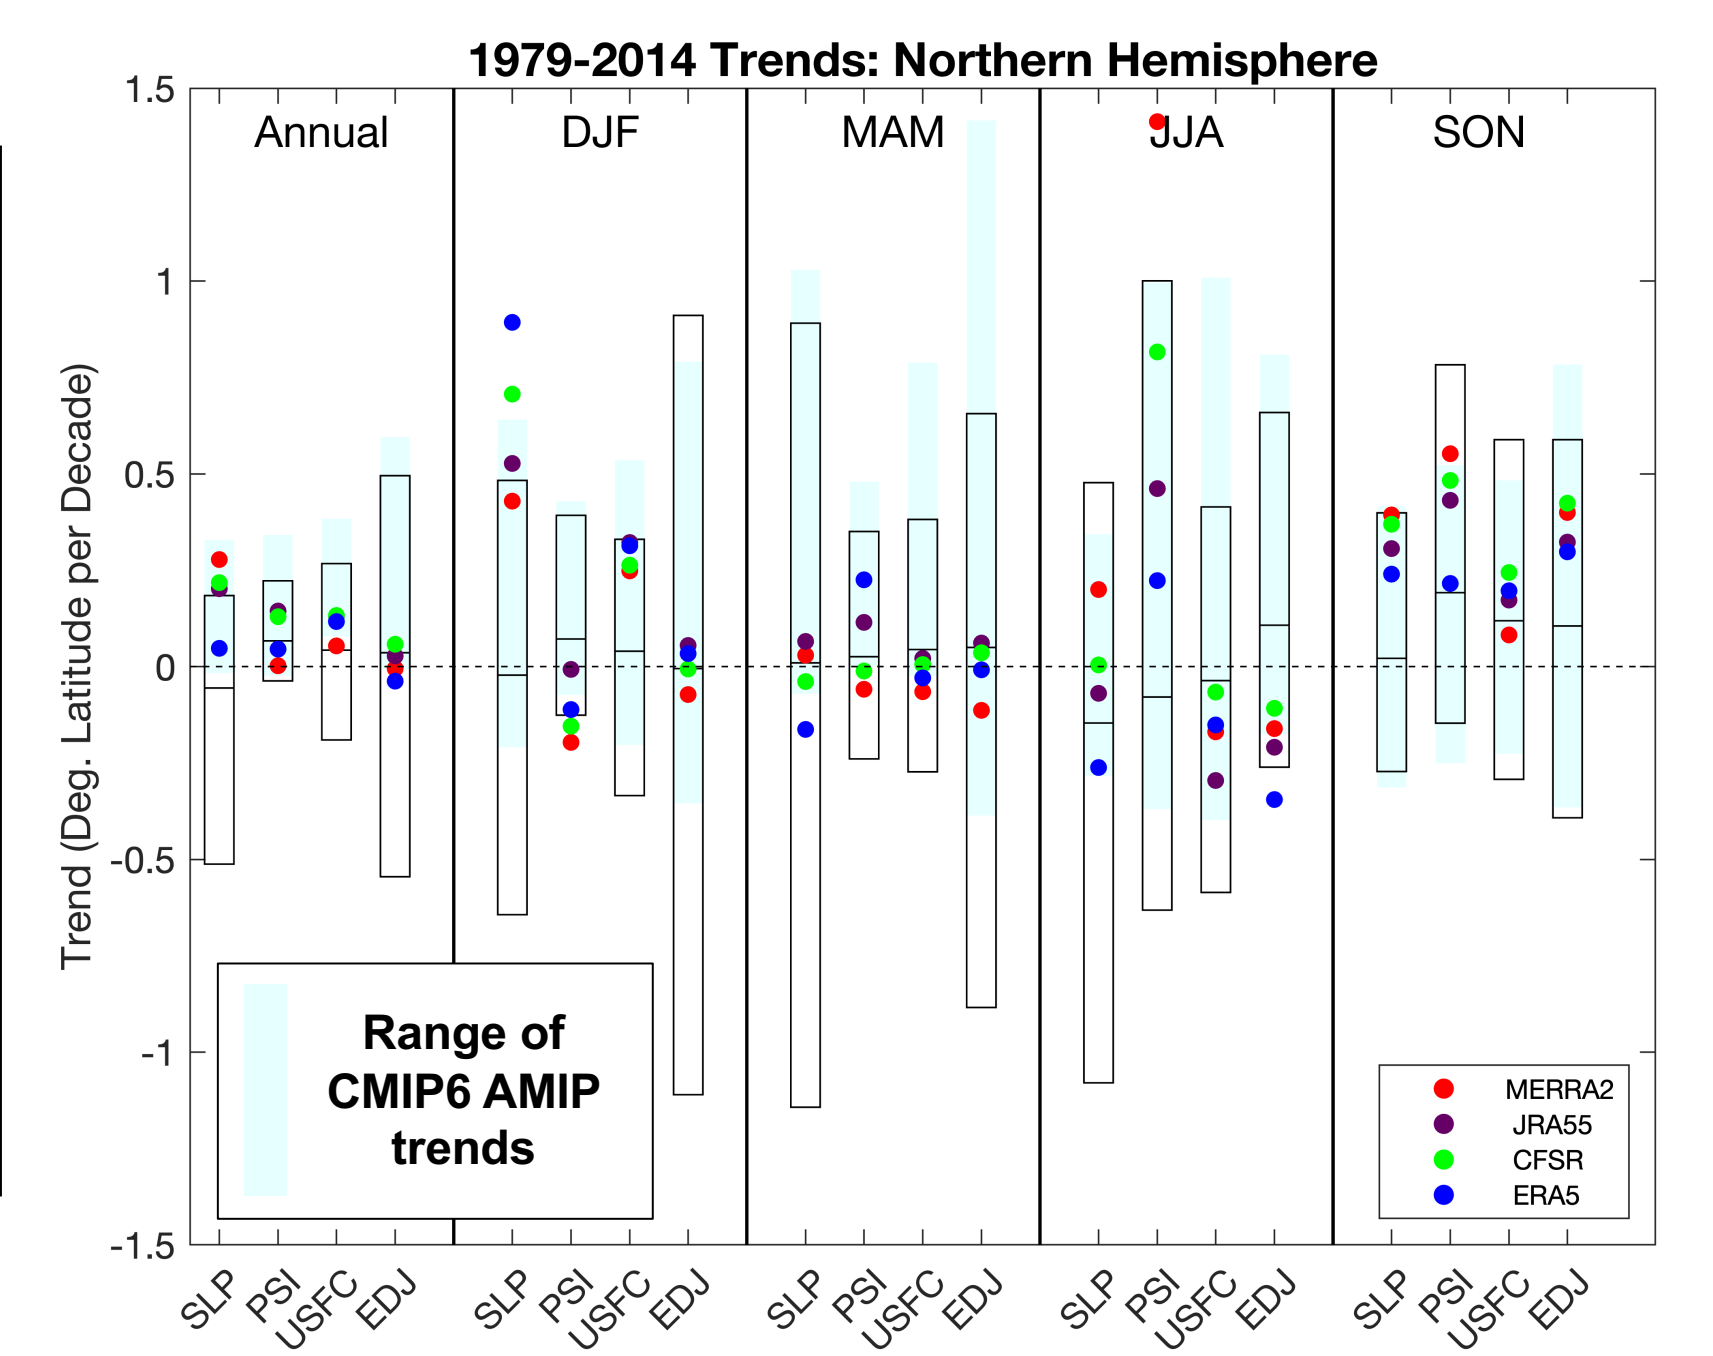 1979-2014 Trends: Northern Hemisphere
Annual
DJF
MAM
JJA
SON
1.5
1
0.5
0
-0.5
-1
-1.5
Trend (Deg. Latitude per Decade)
Range of
CMIP6 AMIP
trends
MERRA2
JRA55
CFSR
ERA5
SLP
PSI
USFC
EDJ
SLP
PSI
USFC
EDJ
SLP
PSI
USFC
EDJ
SLP
PSI
USFC
EDJ
SLP
PSI
USFC
EDJ